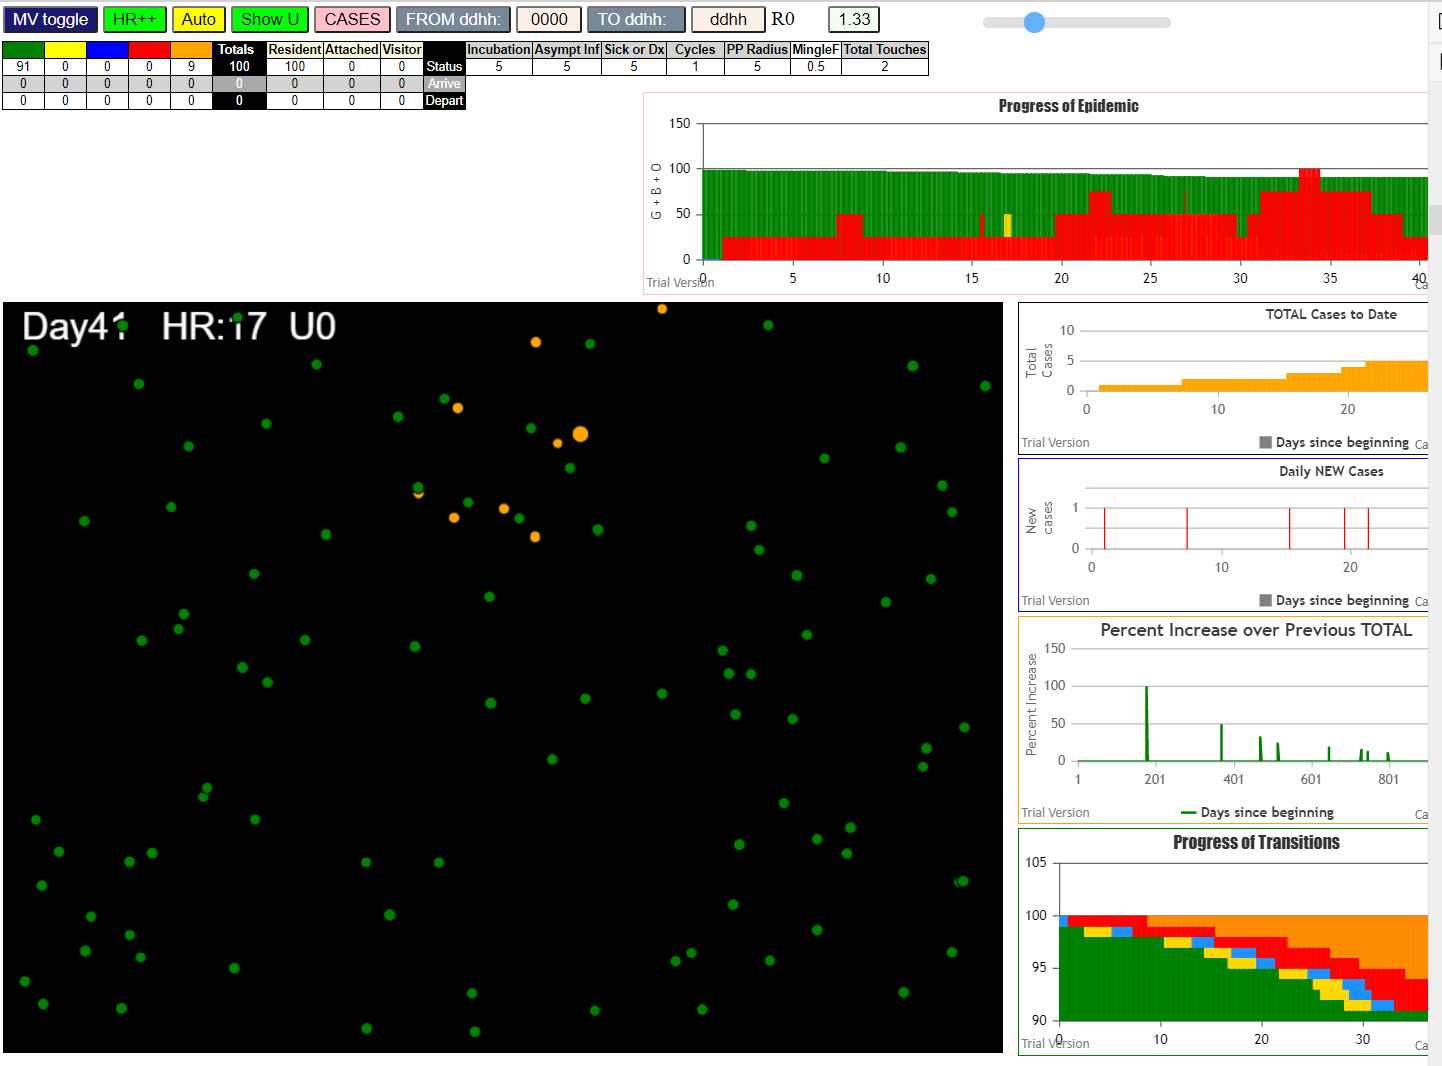 MV toggle HR++ Auto Show U CASES FROM ddhh: 0000 TO ddhh: ddhh R0 1.33
Totals Resident Attached Visitor Incubation Asympt Inf Sick or Dx Cycles PP Radius MingleF Total Touches
91 0 0 0 9 100 100 0 0 Status 5 5 5 1 5 0.5 2
0 0 0 0 0 0 0 0 0 Arrive
0 0 0 0 0 0 0 0 0 Depart
Progress of Epidemic
G + B + O
150
100
50
0
0 5 10 15 20 25 30 35 40
Trial Version Ca
Day41 HR:17 U0
TOTAL Cases to Date
Total
Cases
10
5
0
0 10 20
Trial Version Days since beginning Ca
Daily NEW Cases
New
cases
1
0
0 10 20
Trial Version Days since beginning Ca
Percent Increase over Previous TOTAL
Percent Increase
150
100
50
0
1 201 401 601 801
Trial Version Days since beginning Ca
Progress of Transitions
105
100
95
90
0 10 20 30
Trial Version Ca